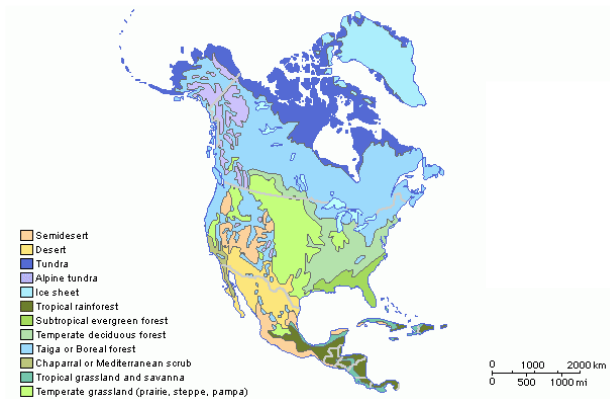 Semidesert
Desert
Tundra
Alpine tundra
Ice sheet
Tropical rainforest
Subtropical evergreen forest
Temperate deciduous forest
Taiga or Boreal forest
Chaparral or Mediterranean scrub
Tropical grassland and savanna
Temperate grassland (prairie, steppe, pampa)
0 1000 2000 km
0 500 1000 mi